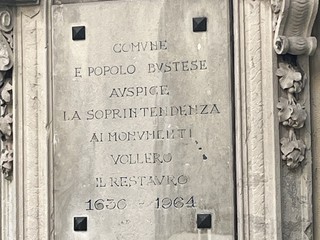 COMVNE
E POPOLO BVSTESE
AVSPICE
LA SOPRINTENDENZA
AI MONVMENTI
VOLLERO
IL RESTAVRO
1630 - 1964